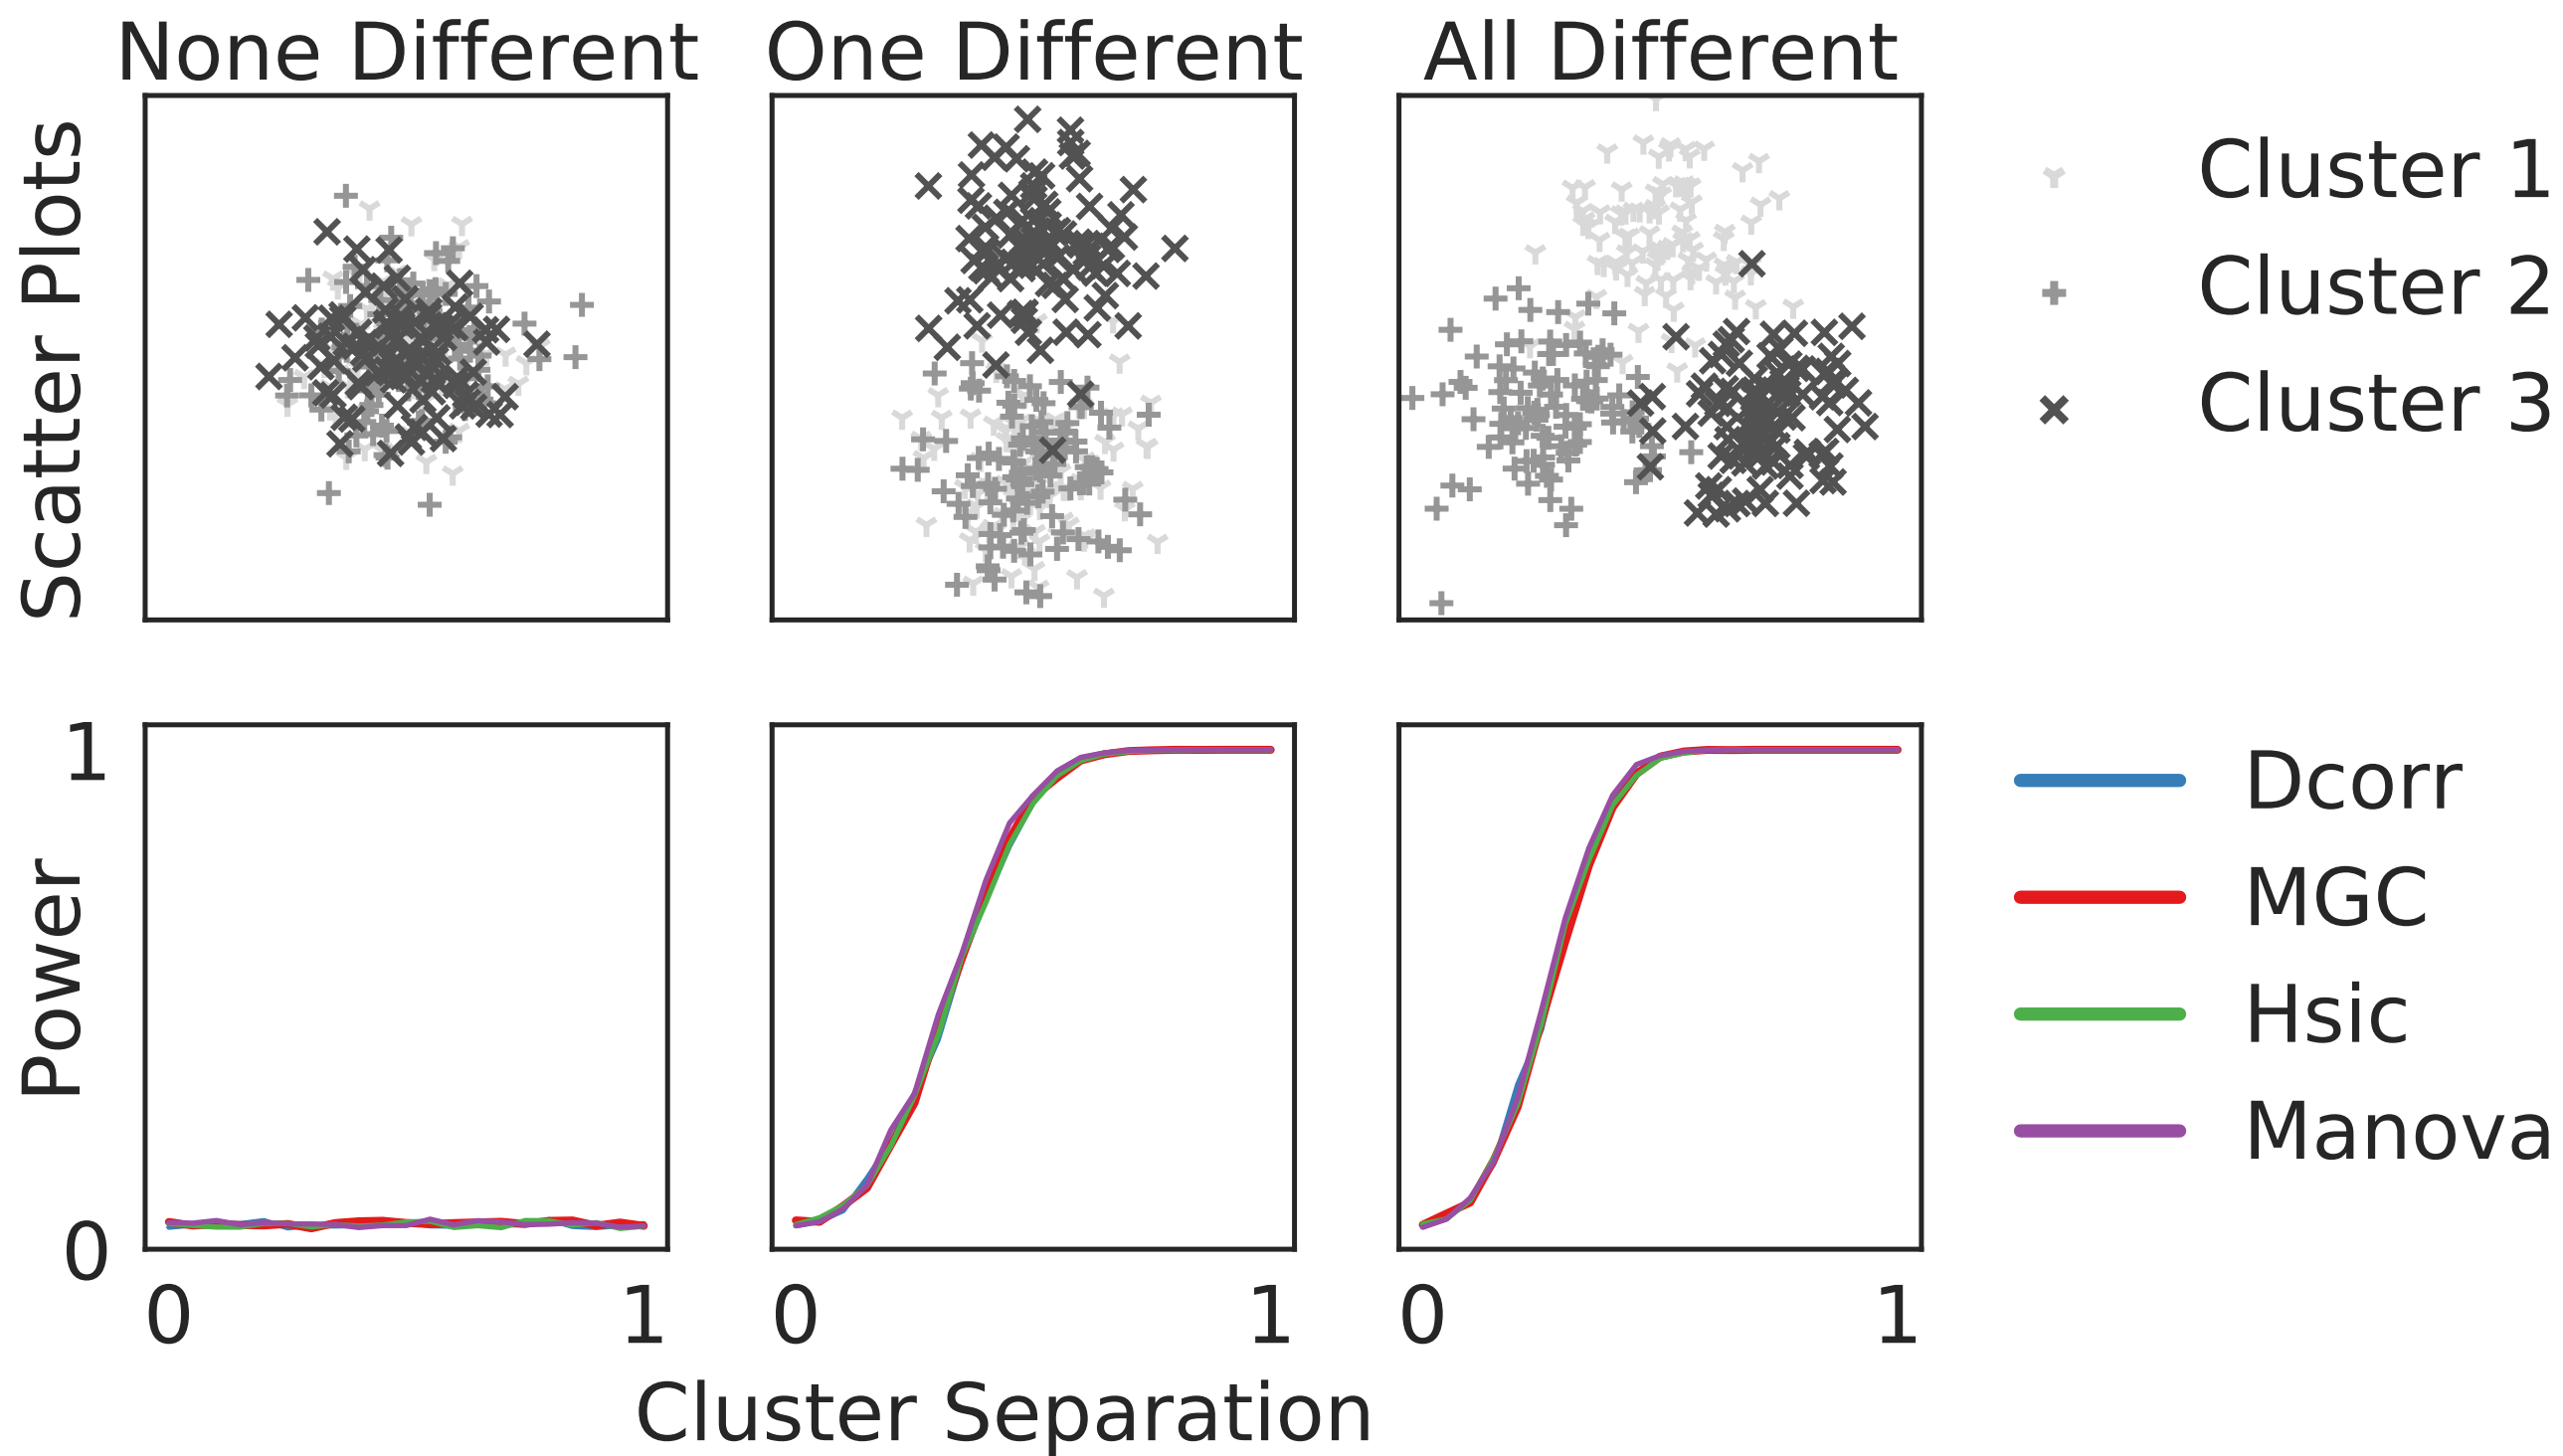 None Different
One Different
All Different
Scatter Plots
Cluster 1
Cluster 2
Cluster 3
Power
1
0
0
1
0
1
0
1
Cluster Separation
Dcorr
MGC
Hsic
Manova